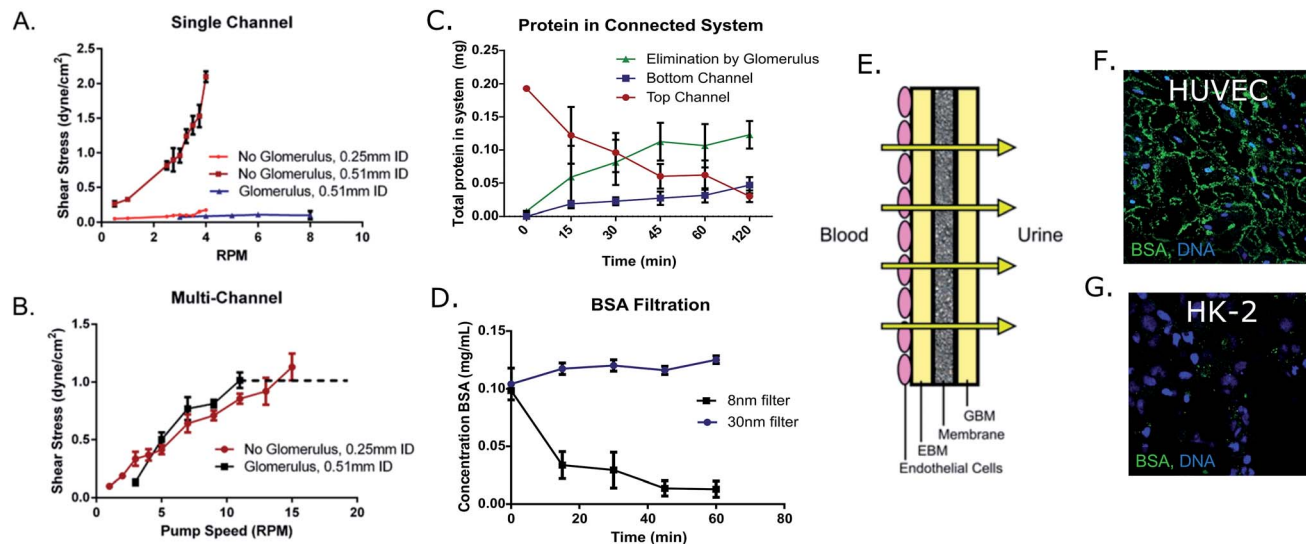 A.
Single Channel
Shear Stress (dyne/cm²)
2.5
2.0
1.5
1.0
0.5
0.0
0
2
4
6
8
10
RPM
No Glomerulus, 0.25mm ID
No Glomerulus, 0.51mm ID
Glomerulus, 0.51mm ID
B.
Multi-Channel
Shear Stress (dyne/cm²)
1.5
1.0
0.5
0.0
0
5
10
15
20
Pump Speed (RPM)
No Glomerulus, 0.25mm ID
Glomerulus, 0.51mm ID
C.
Protein in Connected System
Total protein in system (mg)
0.20
0.15
0.10
0.05
0.00
0
15
30
45
60
120
Time (min)
Elimination by Glomerulus
Bottom Channel
Top Channel
D.
BSA Filtration
Concentration BSA (mg/mL)
0.15
0.10
0.05
0.00
0
20
40
60
80
Time (min)
8nm filter
30nm filter
E.
Blood
Urine
GBM
Membrane
EBM
Endothelial Cells
F.
HUVEC
BSA, DNA
G.
HK-2
BSA, DNA